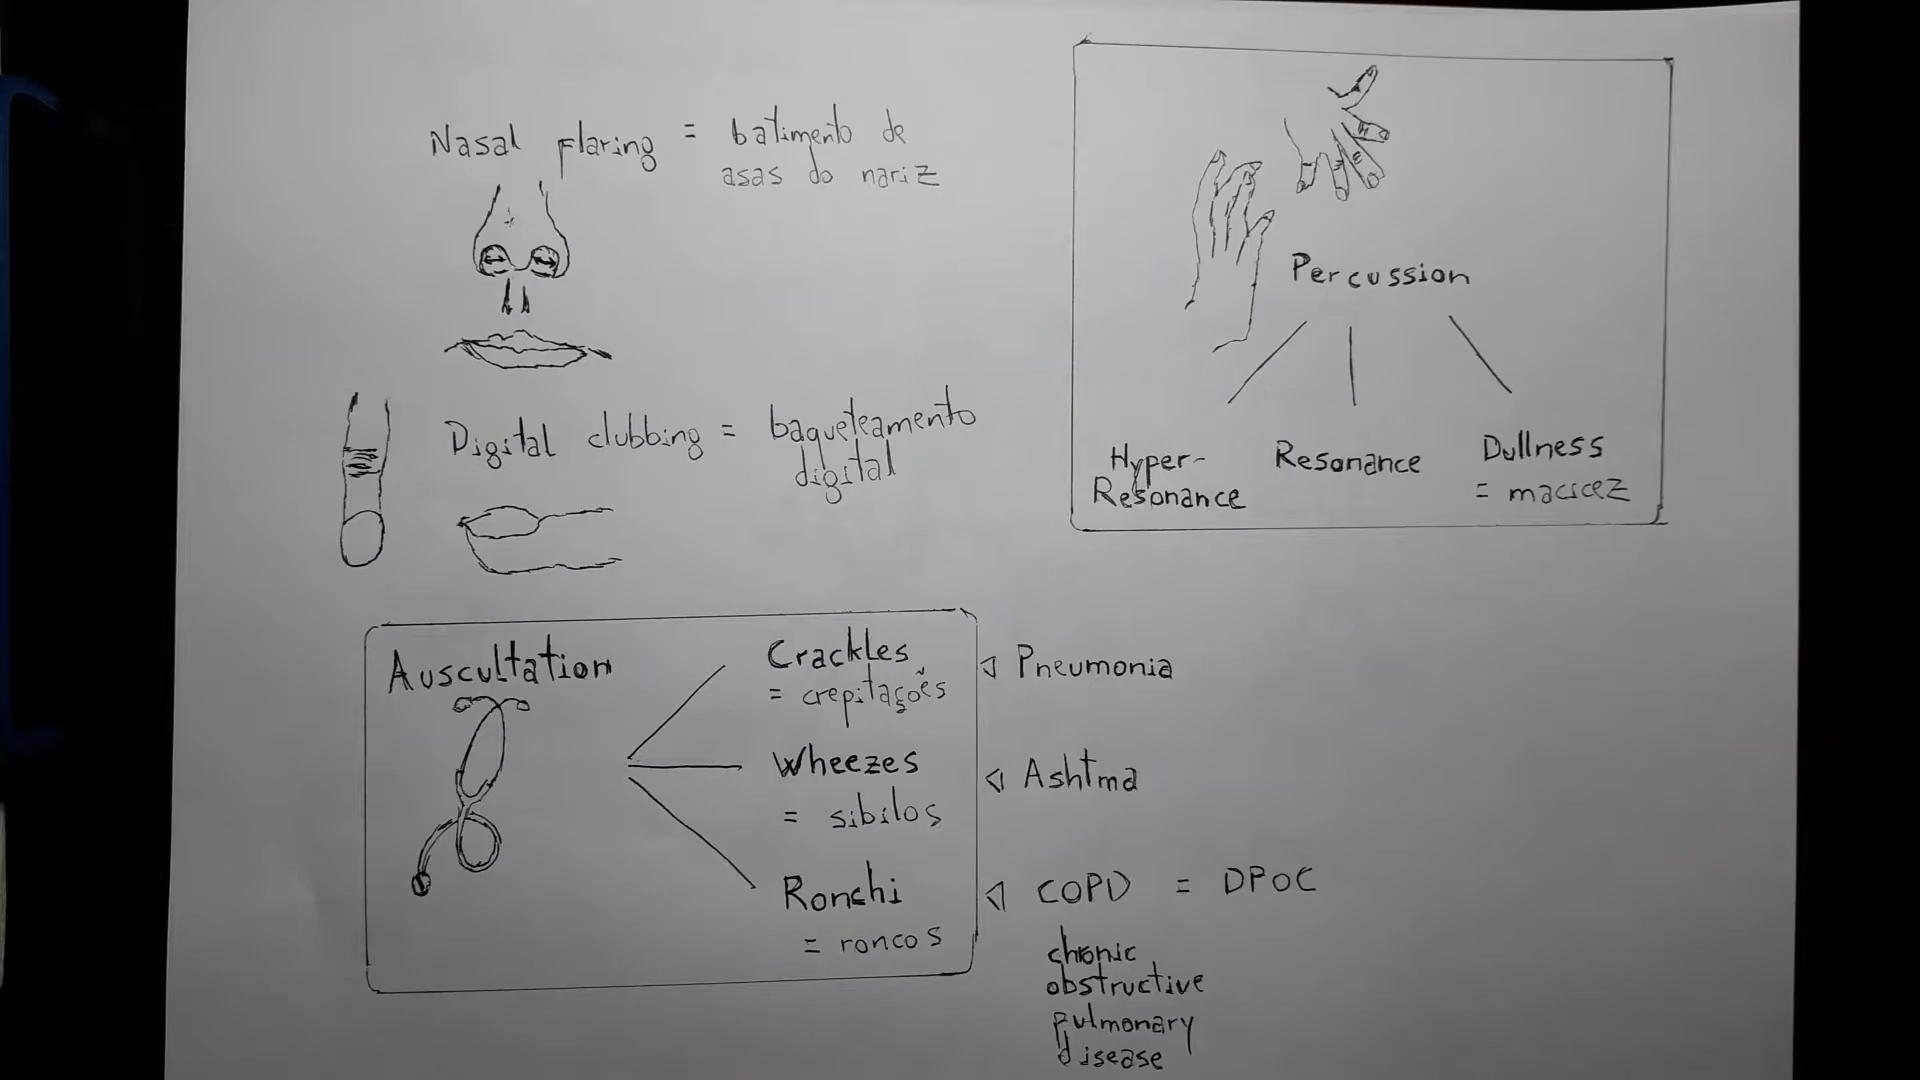 Nasal flaring = batimento de
asas do nariz
Digital clubbing = baqueteamento
digital
Percussion
Hyper-
Resonance
Resonance
Dullness
= macicez
Auscultation
Crackles
= crepitações
Wheezes
= sibilos
Ronchi
= roncos
Pneumonia
Ashtma
COPD = DPOC
chronic
obstructive
pulmonary
disease